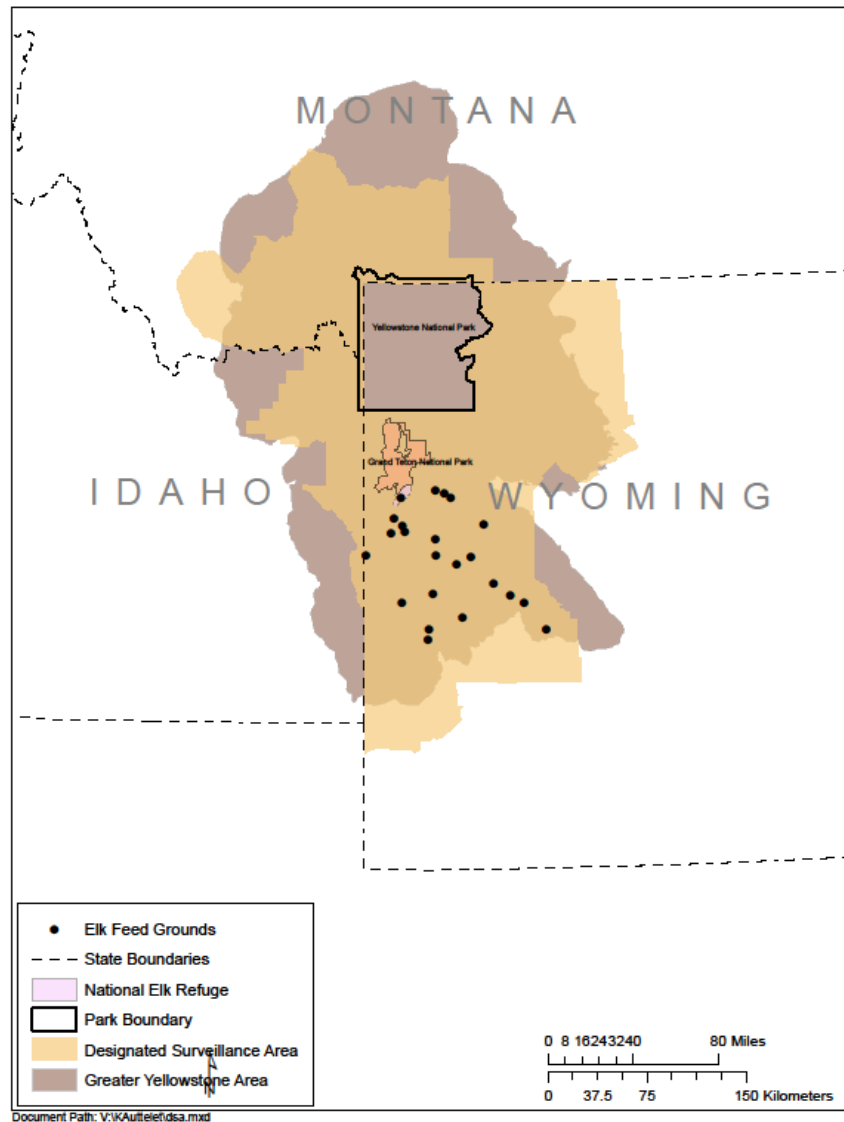 MONTANA
Yellowstone National Park
Grand Teton National Park
IDAHO
WYOMING
Elk Feed Grounds
State Boundaries
National Elk Refuge
Park Boundary
Designated Surveillance Area
Greater Yellowstone Area
N
0 8 16243240 80 Miles
0 37.5 75 150 Kilometers
Document Path: V:\KAuttelet\dsa.mxd